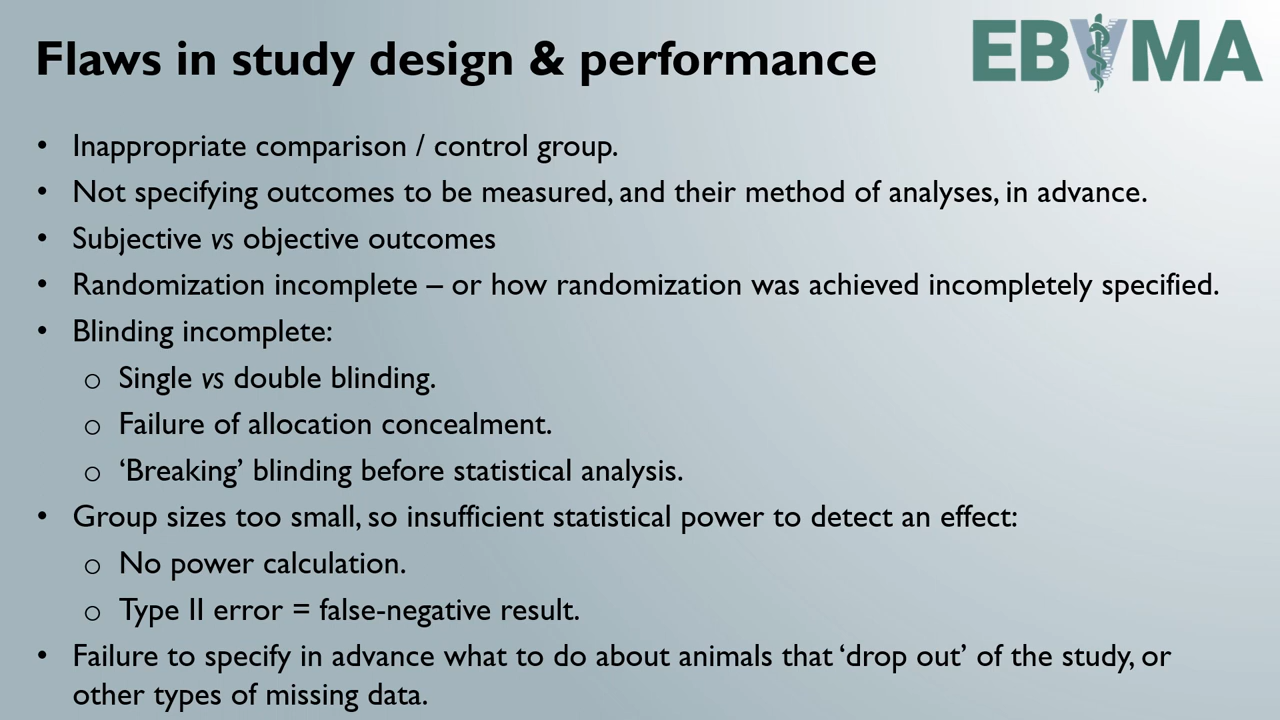 Flaws in study design & performance
EBVMA
• Inappropriate comparison / control group.
• Not specifying outcomes to be measured, and their method of analyses, in advance.
• Subjective vs objective outcomes
• Randomization incomplete – or how randomization was achieved incompletely specified.
• Blinding incomplete:
o Single vs double blinding.
o Failure of allocation concealment.
o ‘Breaking’ blinding before statistical analysis.
• Group sizes too small, so insufficient statistical power to detect an effect:
o No power calculation.
o Type II error = false-negative result.
• Failure to specify in advance what to do about animals that ‘drop out’ of the study, or
other types of missing data.